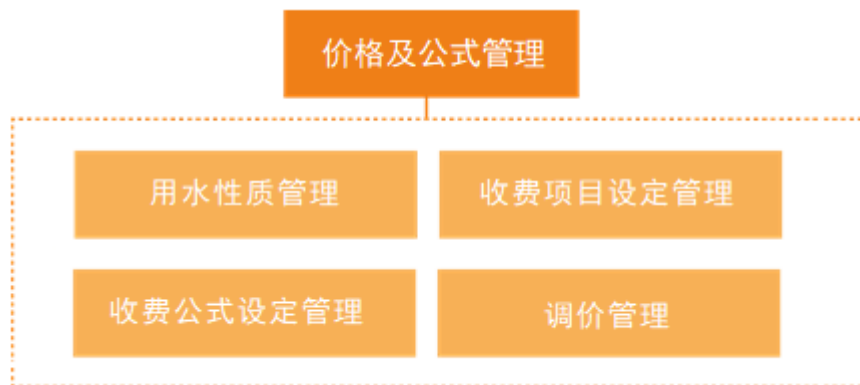 价格及公式管理
用水性质管理
收费项目设定管理
收费公式设定管理
调价管理